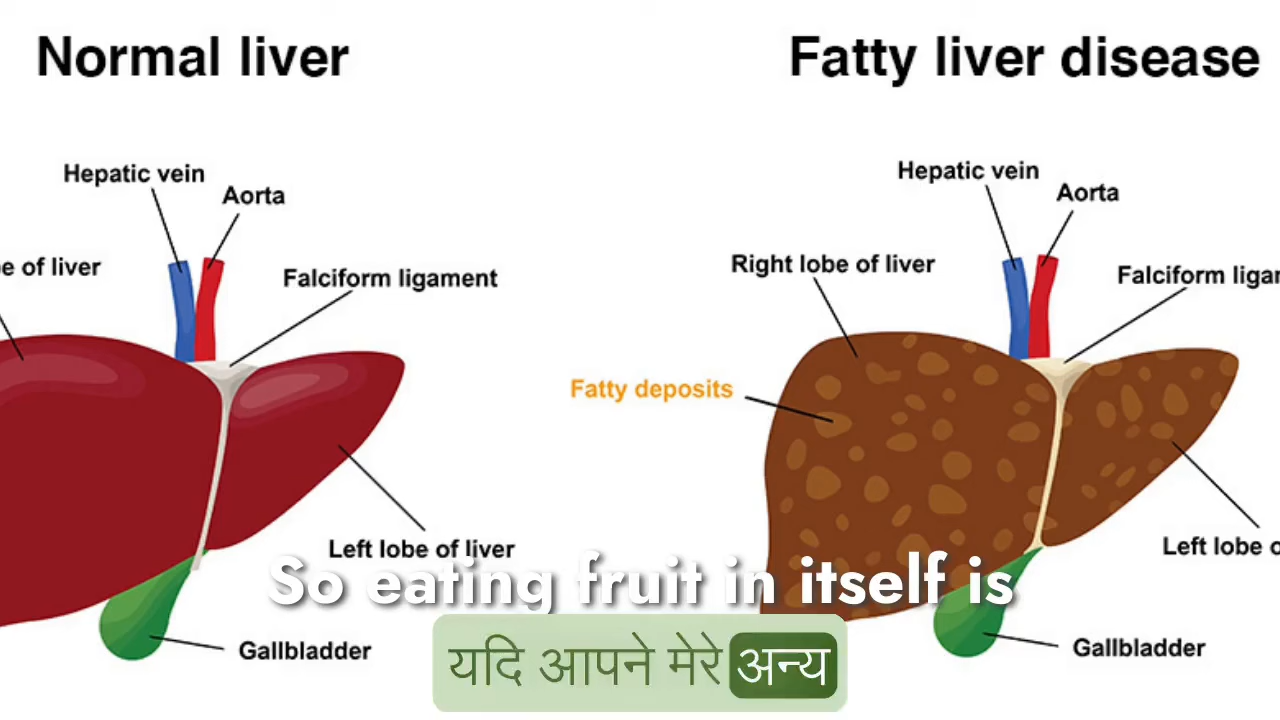 Normal liver
Fatty liver disease
Hepatic vein
Aorta
e of liver
Falciform ligament
Left lobe of liver
Gallbladder
Hepatic vein
Aorta
Right lobe of liver
Falciform ligar
Fatty deposits
Left lobe o
Gallbladder
So eating fruit in itself is
यदि आपने मेरे अन्य